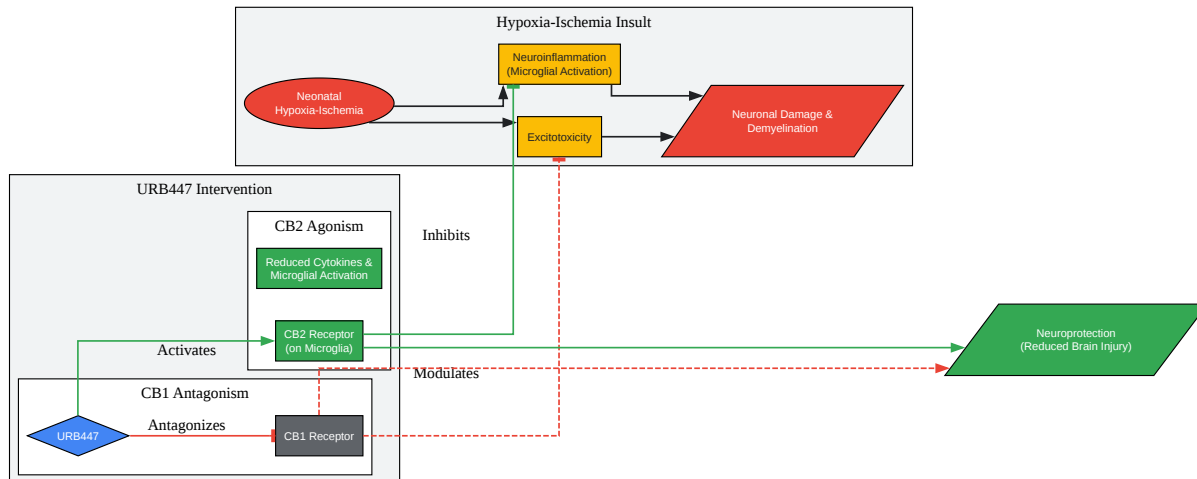 Hypoxia-Ischemia Insult
Neuroinflammation
(Microglial Activation)
Neonatal
Hypoxia-Ischemia
Neuronal Damage &
Demyelination
Excitotoxicity
URB447 Intervention
CB2 Agonism
Inhibits
Reduced Cytokines &
Microglial Activation
CB2 Receptor
(on Microglia)
Neuroprotection
(Reduced Brain Injury)
Activates
Modulates
CB1 Antagonism
Antagonizes
URB447
CB1 Receptor